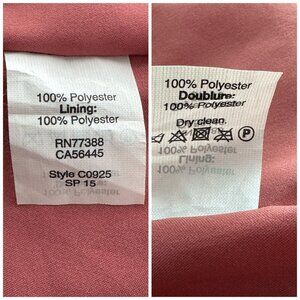 100% Polyester
Lining:
100% Polyester
RN77388
CA56445
Style C0925
SP 15
100% Polyester
Doublure:
100% Polyester
Dry clean.
P
Lining:
100% Polyester